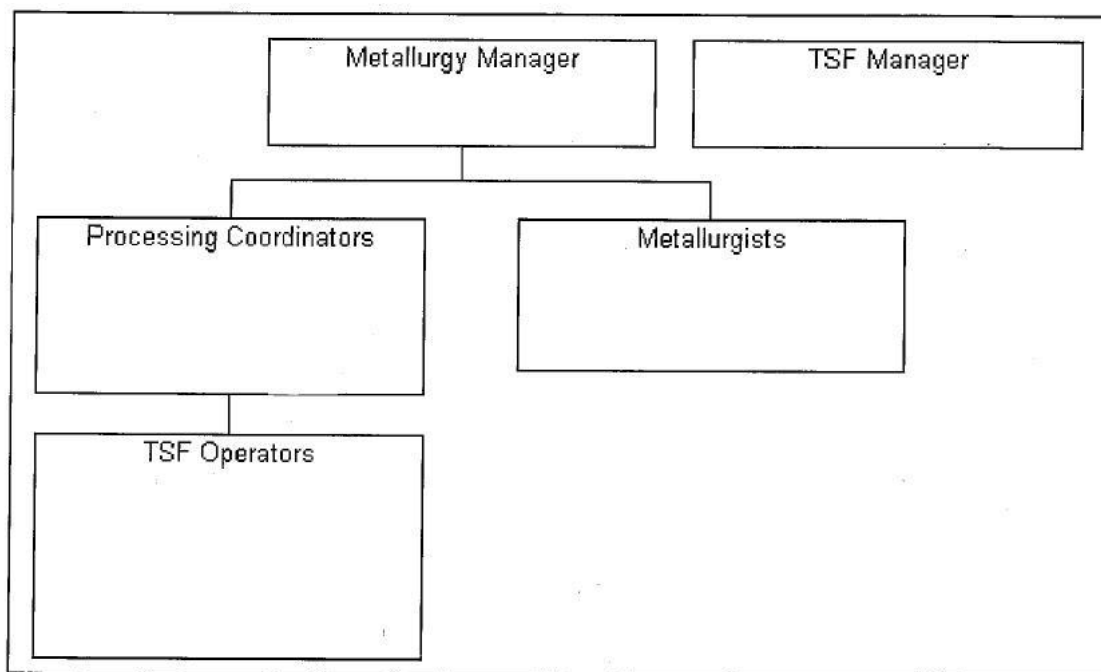 Metallurgy Manager
TSF Manager
Processing Coordinators
Metallurgists
TSF Operators